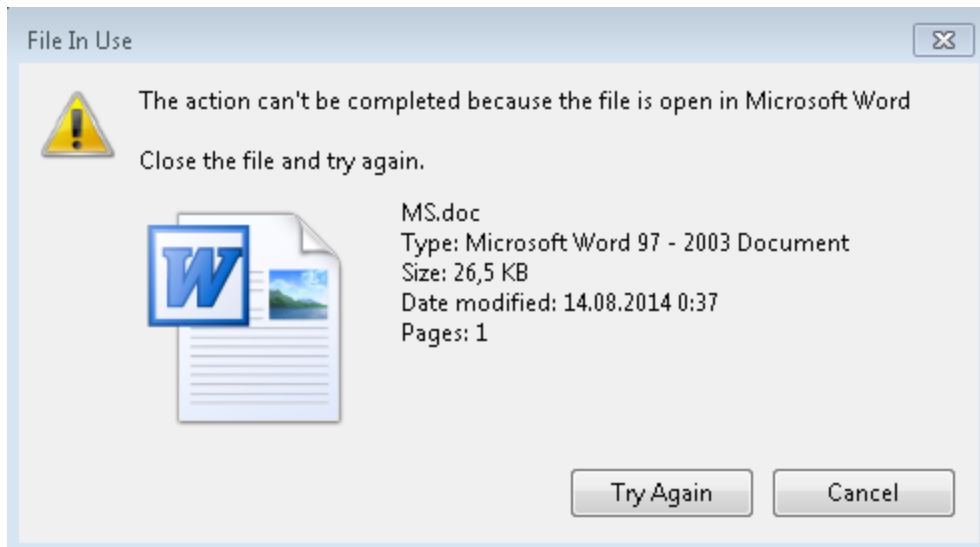 File In Use
The action can't be completed because the file is open in Microsoft Word
Close the file and try again.
W
MS.doc
Type: Microsoft Word 97 - 2003 Document
Size: 26,5 KB
Date modified: 14.08.2014 0:37
Pages: 1
Try Again
Cancel